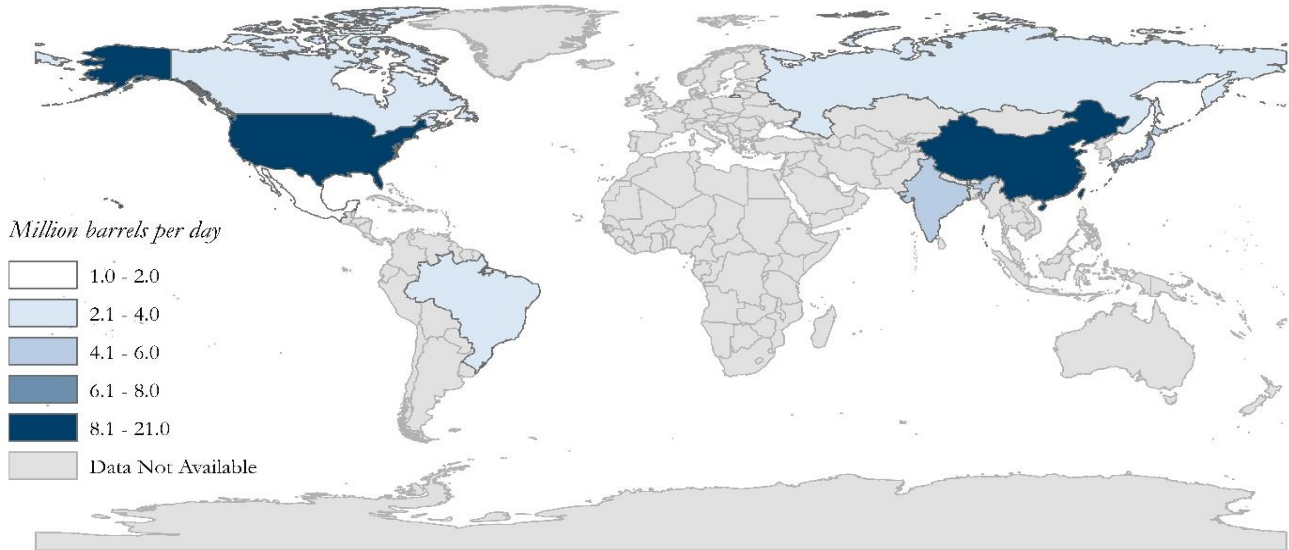 Million barrels per day
1.0 - 2.0
2.1 - 4.0
4.1 - 6.0
6.1 - 8.0
8.1 - 21.0
Data Not Available